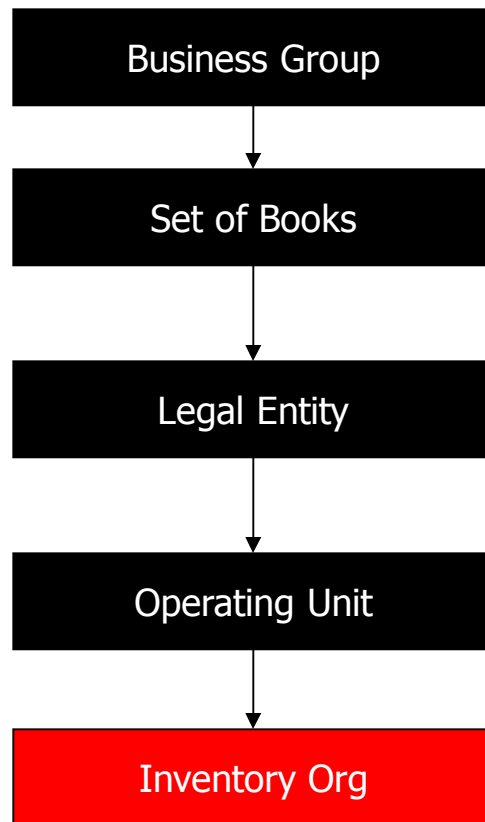 Business Group
Set of Books
Legal Entity
Operating Unit
Inventory Org